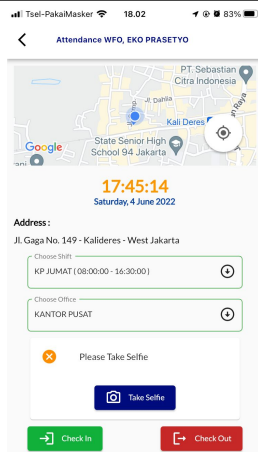 Tsel-PakaiMasker 18.02 83%
Attendance WFO, EKO PRASETYO
PT. Sebastian
Citra Indonesia
Jl. Dahlia
Kali Deres
Raya
State Senior High
School 94 Jakarta
Google
17:45:14
Saturday, 4 June 2022
Address :
Jl. Gaga No. 149 - Kalideres - West Jakarta
Choose Shift
KP JUMAT ( 08:00:00 - 16:30:00 )
Choose Office
KANTOR PUSAT
Please Take Selfie
Take Selfie
Check In
Check Out